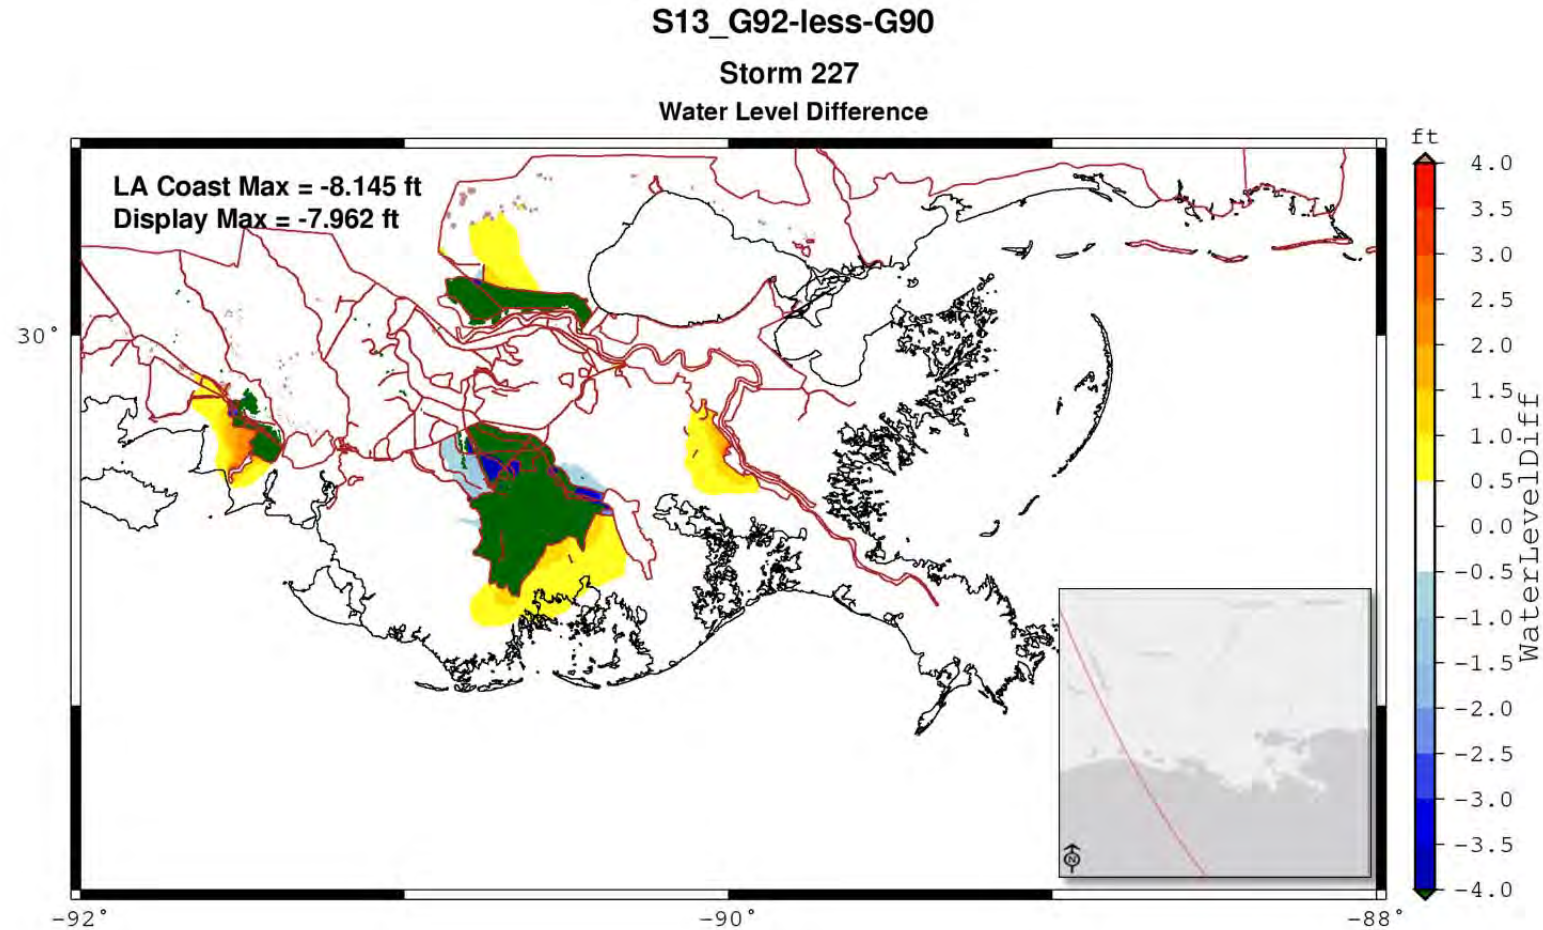 S13_G92-less-G90
Storm 227
Water Level Difference
LA Coast Max = -8.145 ft
Display Max = -7.962 ft
ft
4.0
3.5
3.0
2.5
2.0
1.5
1.0
0.5
0.0
-0.5
-1.0
-1.5
-2.0
-2.5
-3.0
-3.5
-4.0
WaterLevelDiff
30°
-92°
-90°
-88°
N